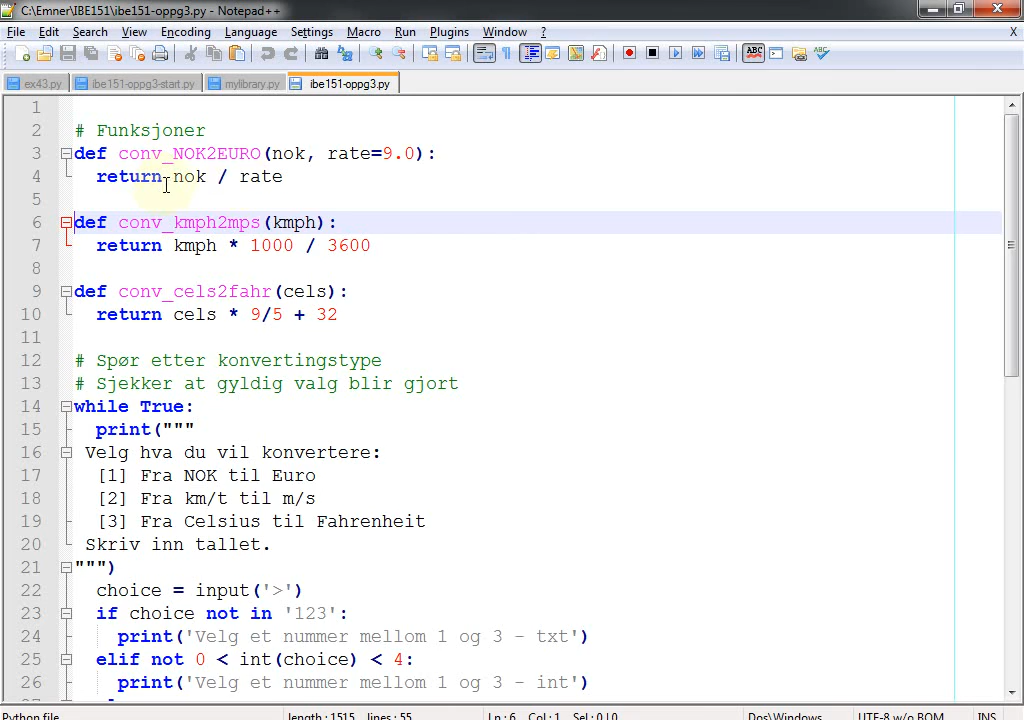 C:\Emner\IBE151\ibe151-oppg3.py - Notepad++
File Edit Search View Encoding Language Settings Macro Run Plugins Window ? X
ex43.py ibe151-oppg3-start.py mylibrary.py ibe151-oppg3.py
1
2 # Funksjoner
3 def conv_NOK2EURO(nok, rate=9.0):
4 return nok / rate
5
6 def conv_kmph2mps(kmph):
7 return kmph * 1000 / 3600
8
9 def conv_cels2fahr(cels):
10 return cels * 9/5 + 32
11
12 # Spør etter konvertingstype
13 # Sjekker at gyldig valg blir gjort
14 while True:
15 print("""
16 Velg hva du vil konvertere:
17 [1] Fra NOK til Euro
18 [2] Fra km/t til m/s
19 [3] Fra Celsius til Fahrenheit
20 Skriv inn tallet.
21 """)
22 choice = input('>')
23 if choice not in '123':
24 print('Velg et nummer mellom 1 og 3 - txt')
25 elif not 0 < int(choice) < 4:
26 print('Velg et nummer mellom 1 og 3 - int')
Python file length : 1515 lines : 55 Ln : 6 Col : 1 Sel : 0 | 0 Dos\Windows UTF-8 w/o BOM INS